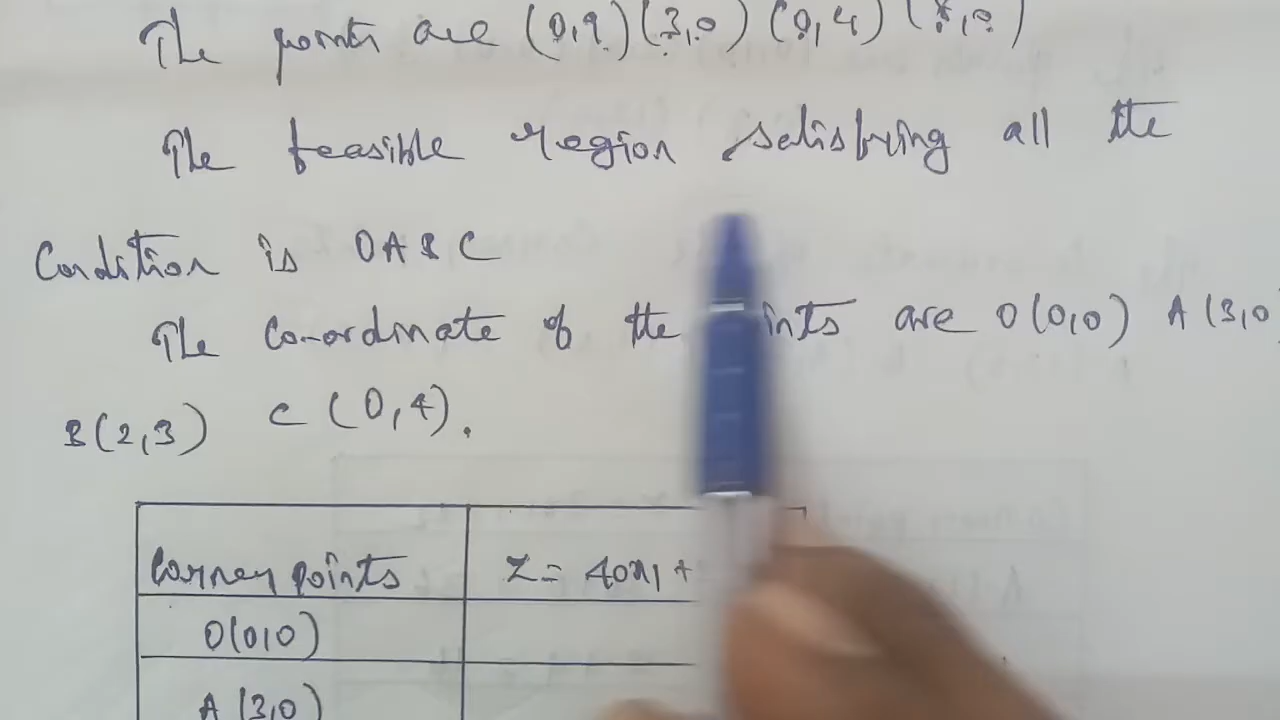 The points are (0,9) (3,0) (0,4) (8,0)
The feasible region satisfying all the
Condition is OABC
The Co-ordinate of the ints are O(0,0) A(3,0
B(2,3) C(0,4).
Corner points Z= 40x1 +
O(0,0)
A(3,0)